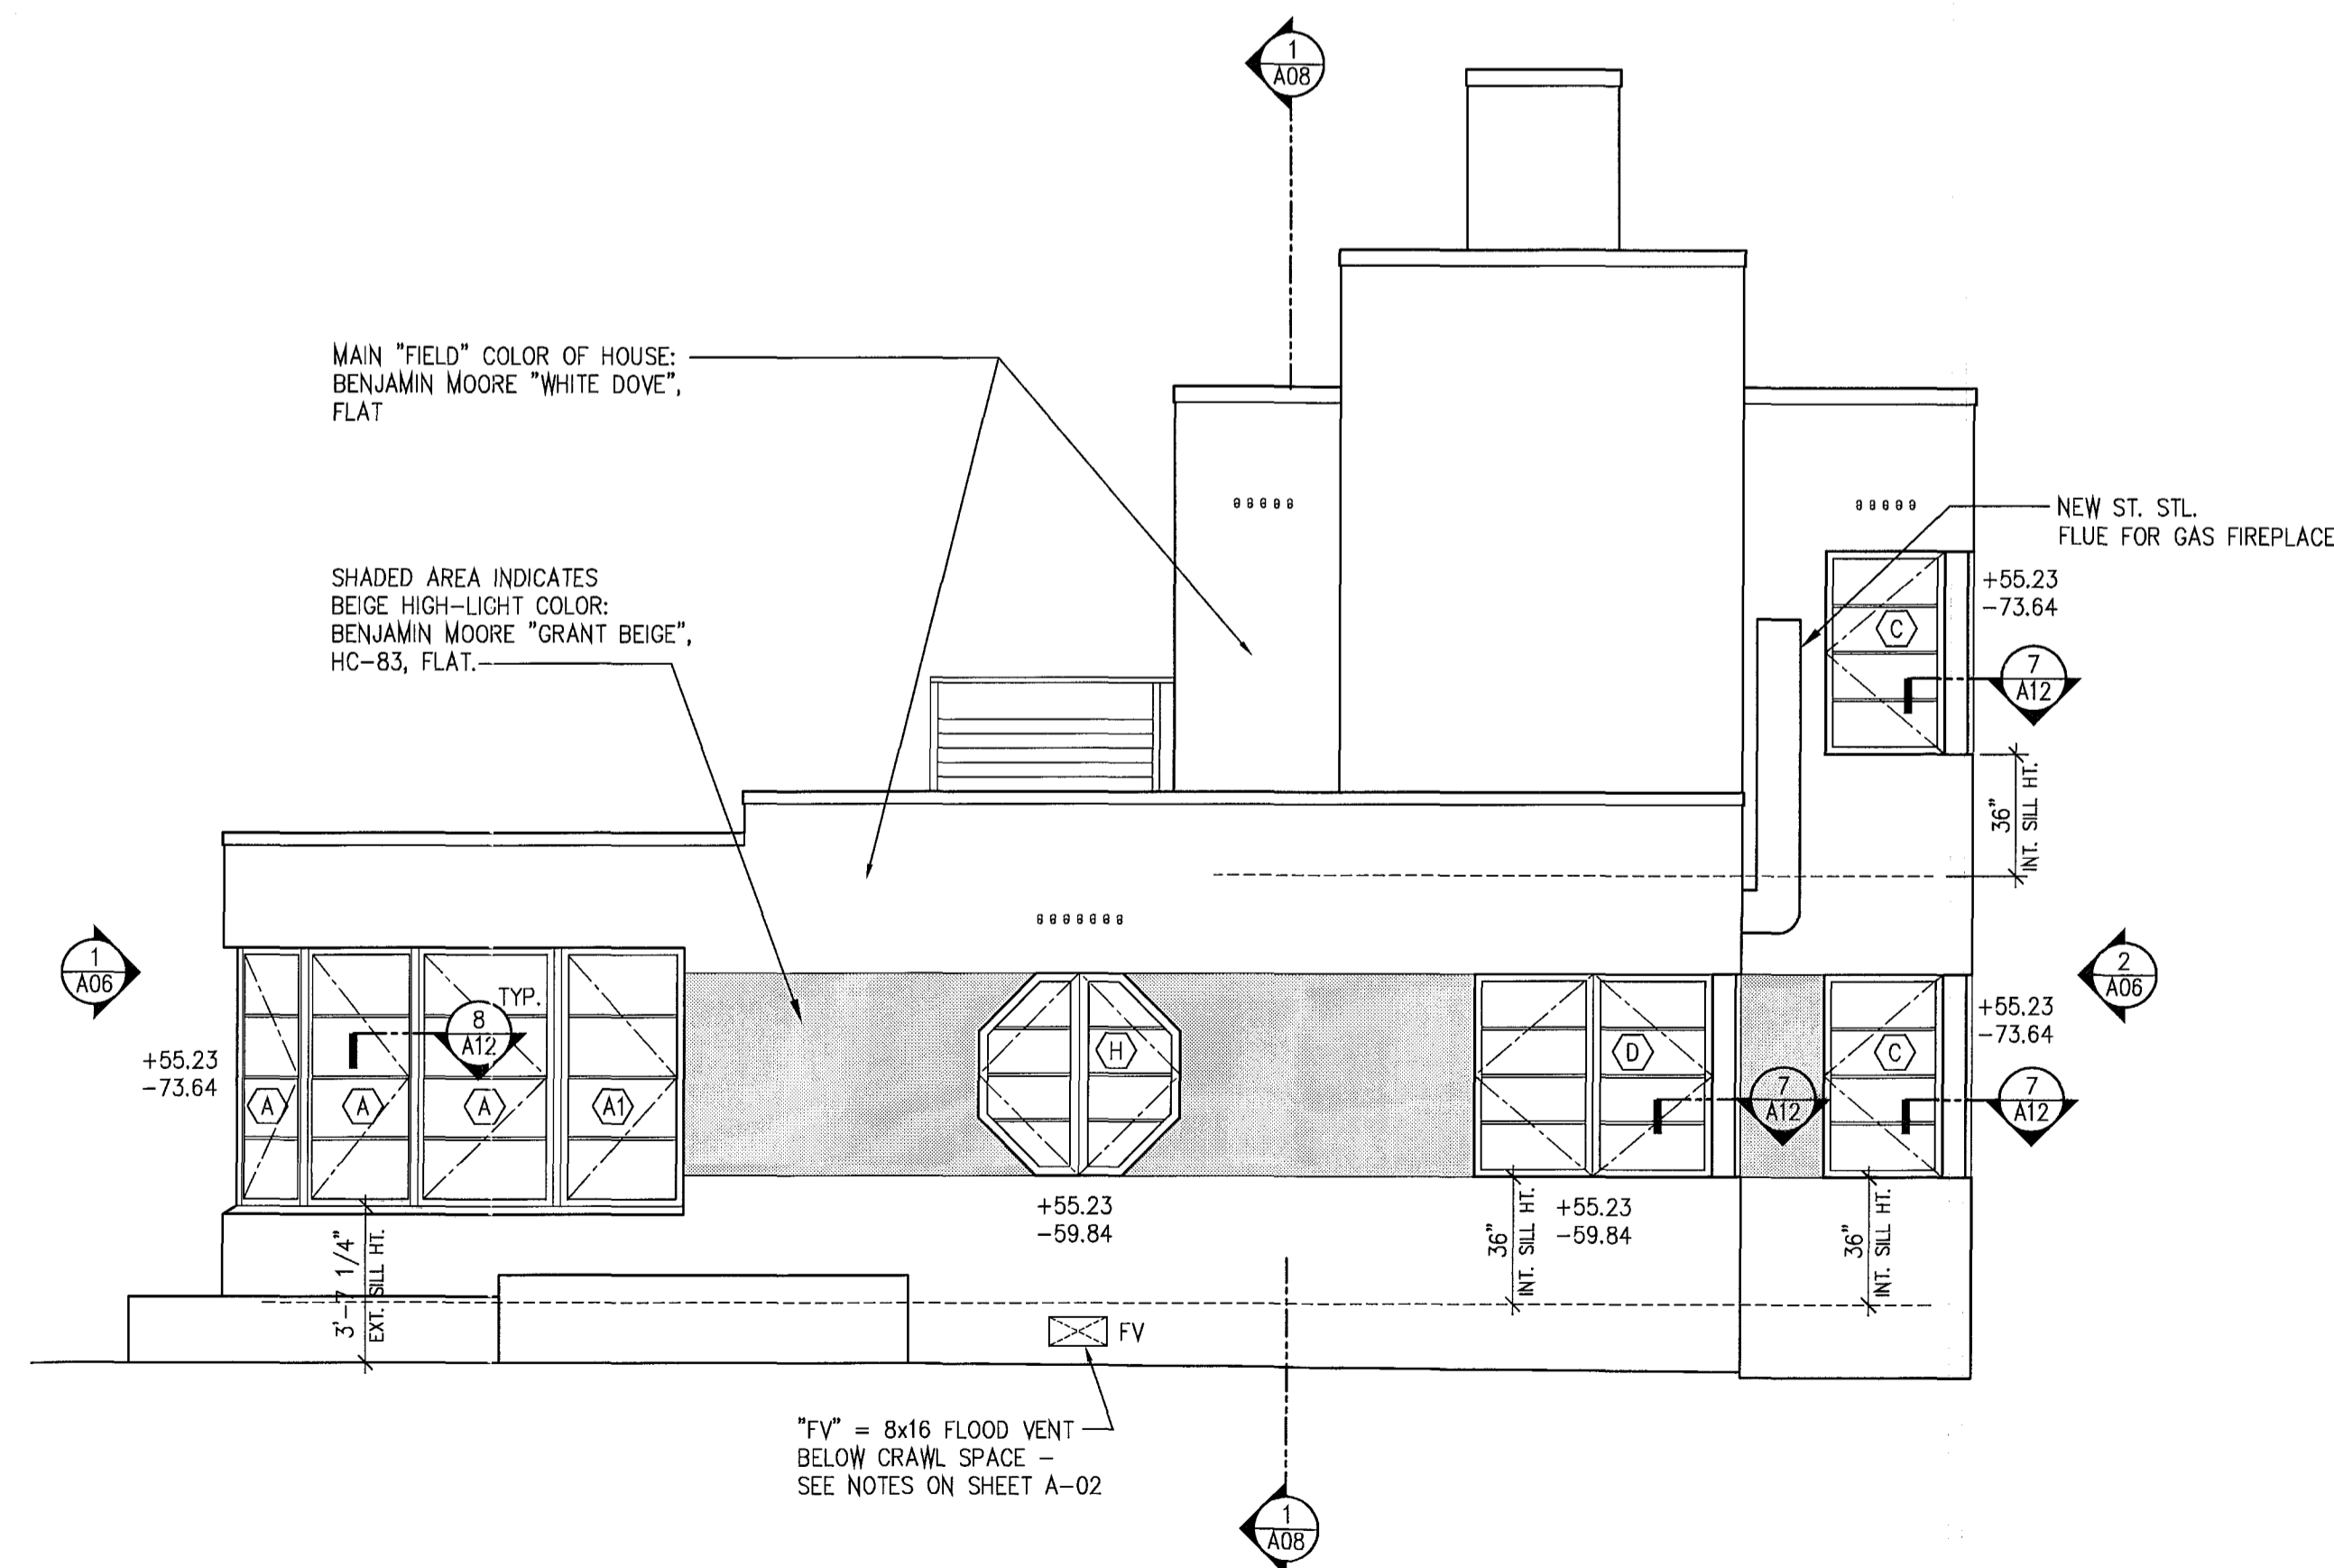 1
A08
MAIN "FIELD" COLOR OF HOUSE:
BENJAMIN MOORE "WHITE DOVE",
FLAT
NEW ST. STL.
FLUE FOR GAS FIREPLACE
SHADED AREA INDICATES
BEIGE HIGH-LIGHT COLOR:
BENJAMIN MOORE "GRANT BEIGE",
HC-83, FLAT.
+55.23
-73.64
C
7
A12
36"
INT. SILL HT.
1
A06
2
A06
TYP.
8
A12
+55.23
-73.64
A
A
A
A1
H
D
7
A12
C
+55.23
-73.64
7
A12
+55.23
-59.84
36"
INT. SILL HT.
+55.23
-59.84
36"
INT. SILL HT.
3'-7 1/4"
EXT. SILL HT.
FV
"FV" = 8x16 FLOOD VENT
BELOW CRAWL SPACE -
SEE NOTES ON SHEET A-02
1
A08